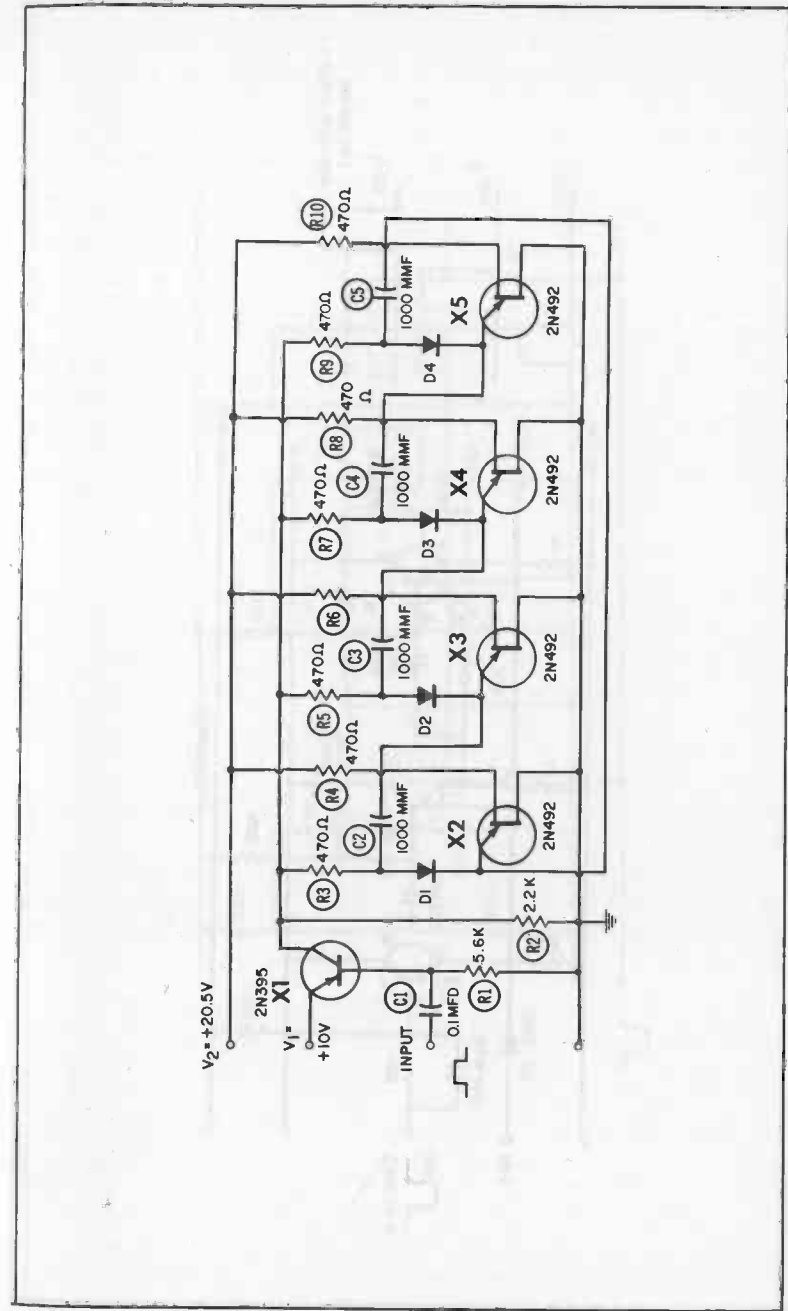 V₂ = +20.5V
V₁ =
+10V
2N395
X1
INPUT
C1
0.1 MFD
R1
5.6K
R2
2.2K
R3
470Ω
C2
1000 MMF
D1
X2
2N492
R4
470Ω
R5
470Ω
C3
1000 MMF
D2
X3
2N492
R6
R7
470Ω
C4
1000 MMF
D3
X4
2N492
R8
470
Ω
R9
470Ω
C5
1000 MMF
D4
X5
2N492
R10
470Ω